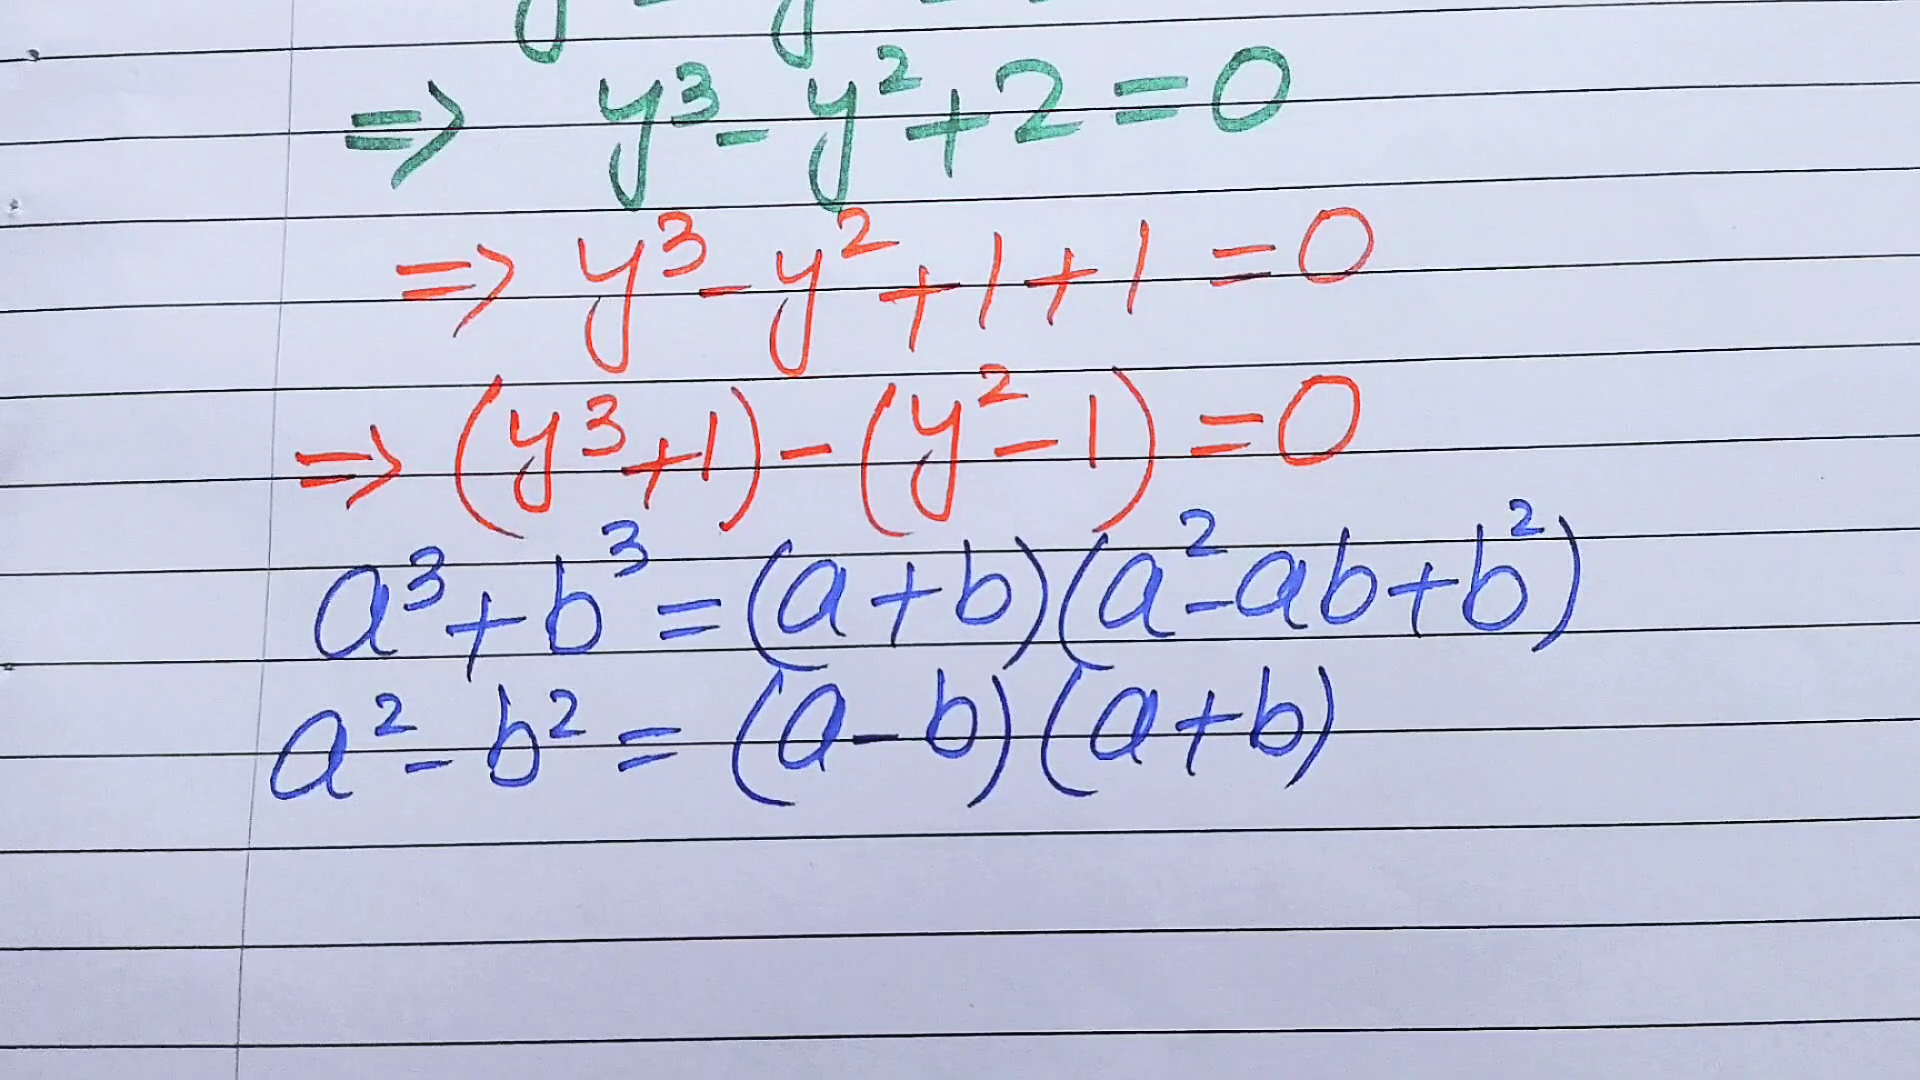 => y³ - y² + 2 = 0
=> y³ - y² + 1 + 1 = 0
=> (y³ + 1) - (y² - 1) = 0
a³ + b³ = (a + b)(a² - ab + b²)
a² - b² = (a - b)(a + b)